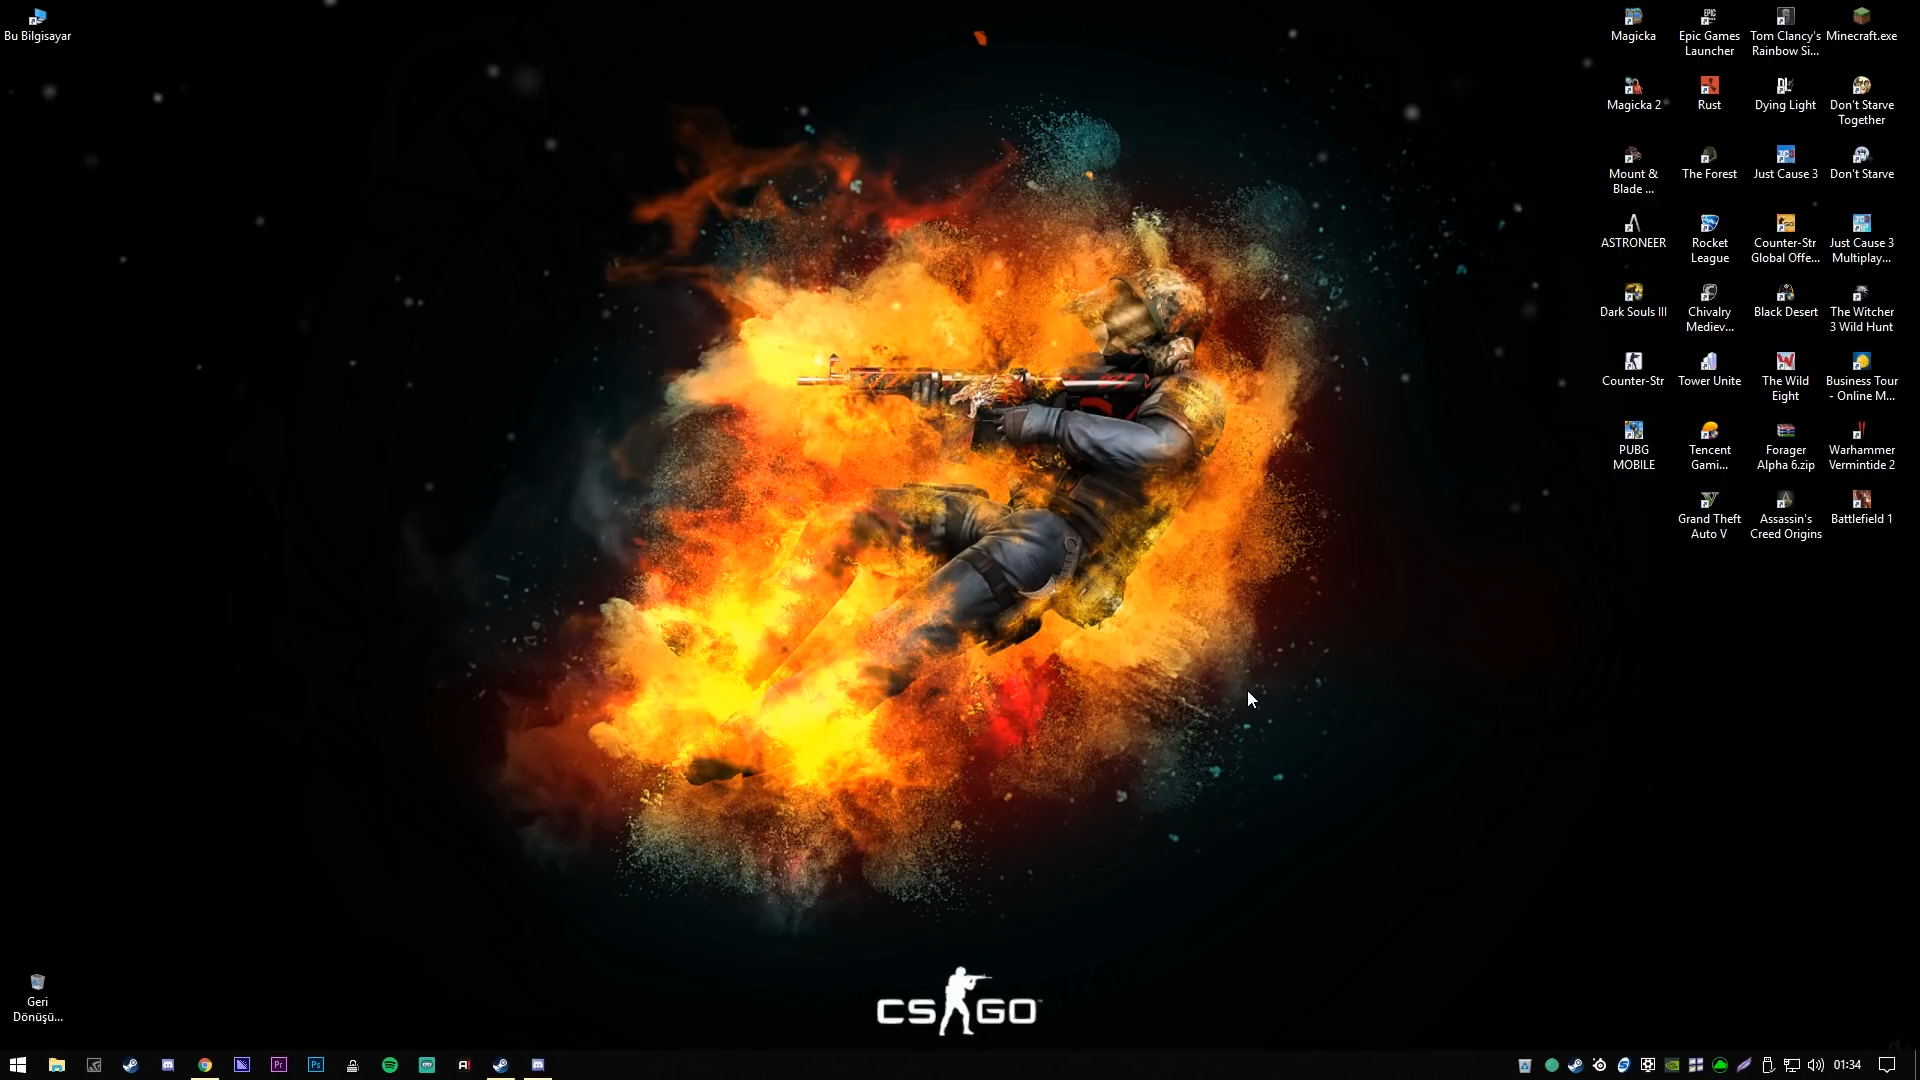 Bu Bilgisayar
Magicka
Epic Games
Launcher
Tom Clancy's
Rainbow Si...
Minecraft.exe
Magicka 2
Rust
Dying Light
Don't Starve
Together
Mount &
Blade ...
The Forest
Just Cause 3
Don't Starve
ASTRONEER
Rocket
League
Counter-Str
Global Offe...
Just Cause 3
Multiplay...
Dark Souls III
Chivalry
Mediev...
Black Desert
The Witcher
3 Wild Hunt
Counter-Str
Tower Unite
The Wild
Eight
Business Tour
- Online M...
PUBG
MOBILE
Tencent
Gami...
Forager
Alpha 6.zip
Warhammer
Vermintide 2
Grand Theft
Auto V
Assassin's
Creed Origins
Battlefield 1
CS GO
Geri
Dönüşü...
Pr
Ps
01:34